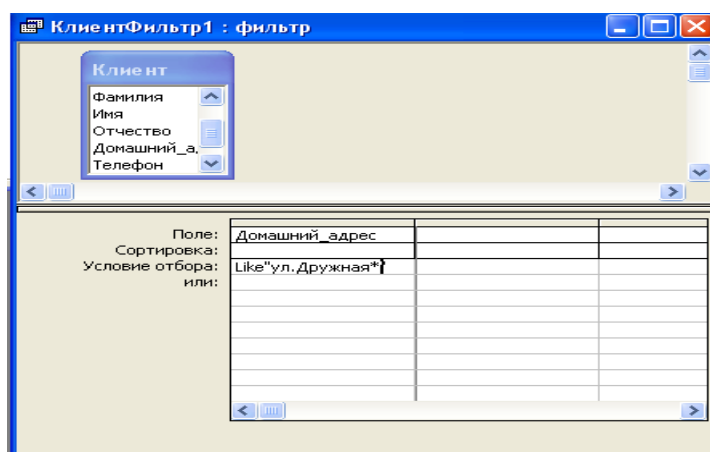 КлиентФильтр1 : фильтр
Клиент
Фамилия
Имя
Отчество
Домашний_а
Телефон
Поле: Домашний_адрес
Сортировка:
Условие отбора: Like"ул.Дружная*"
или: